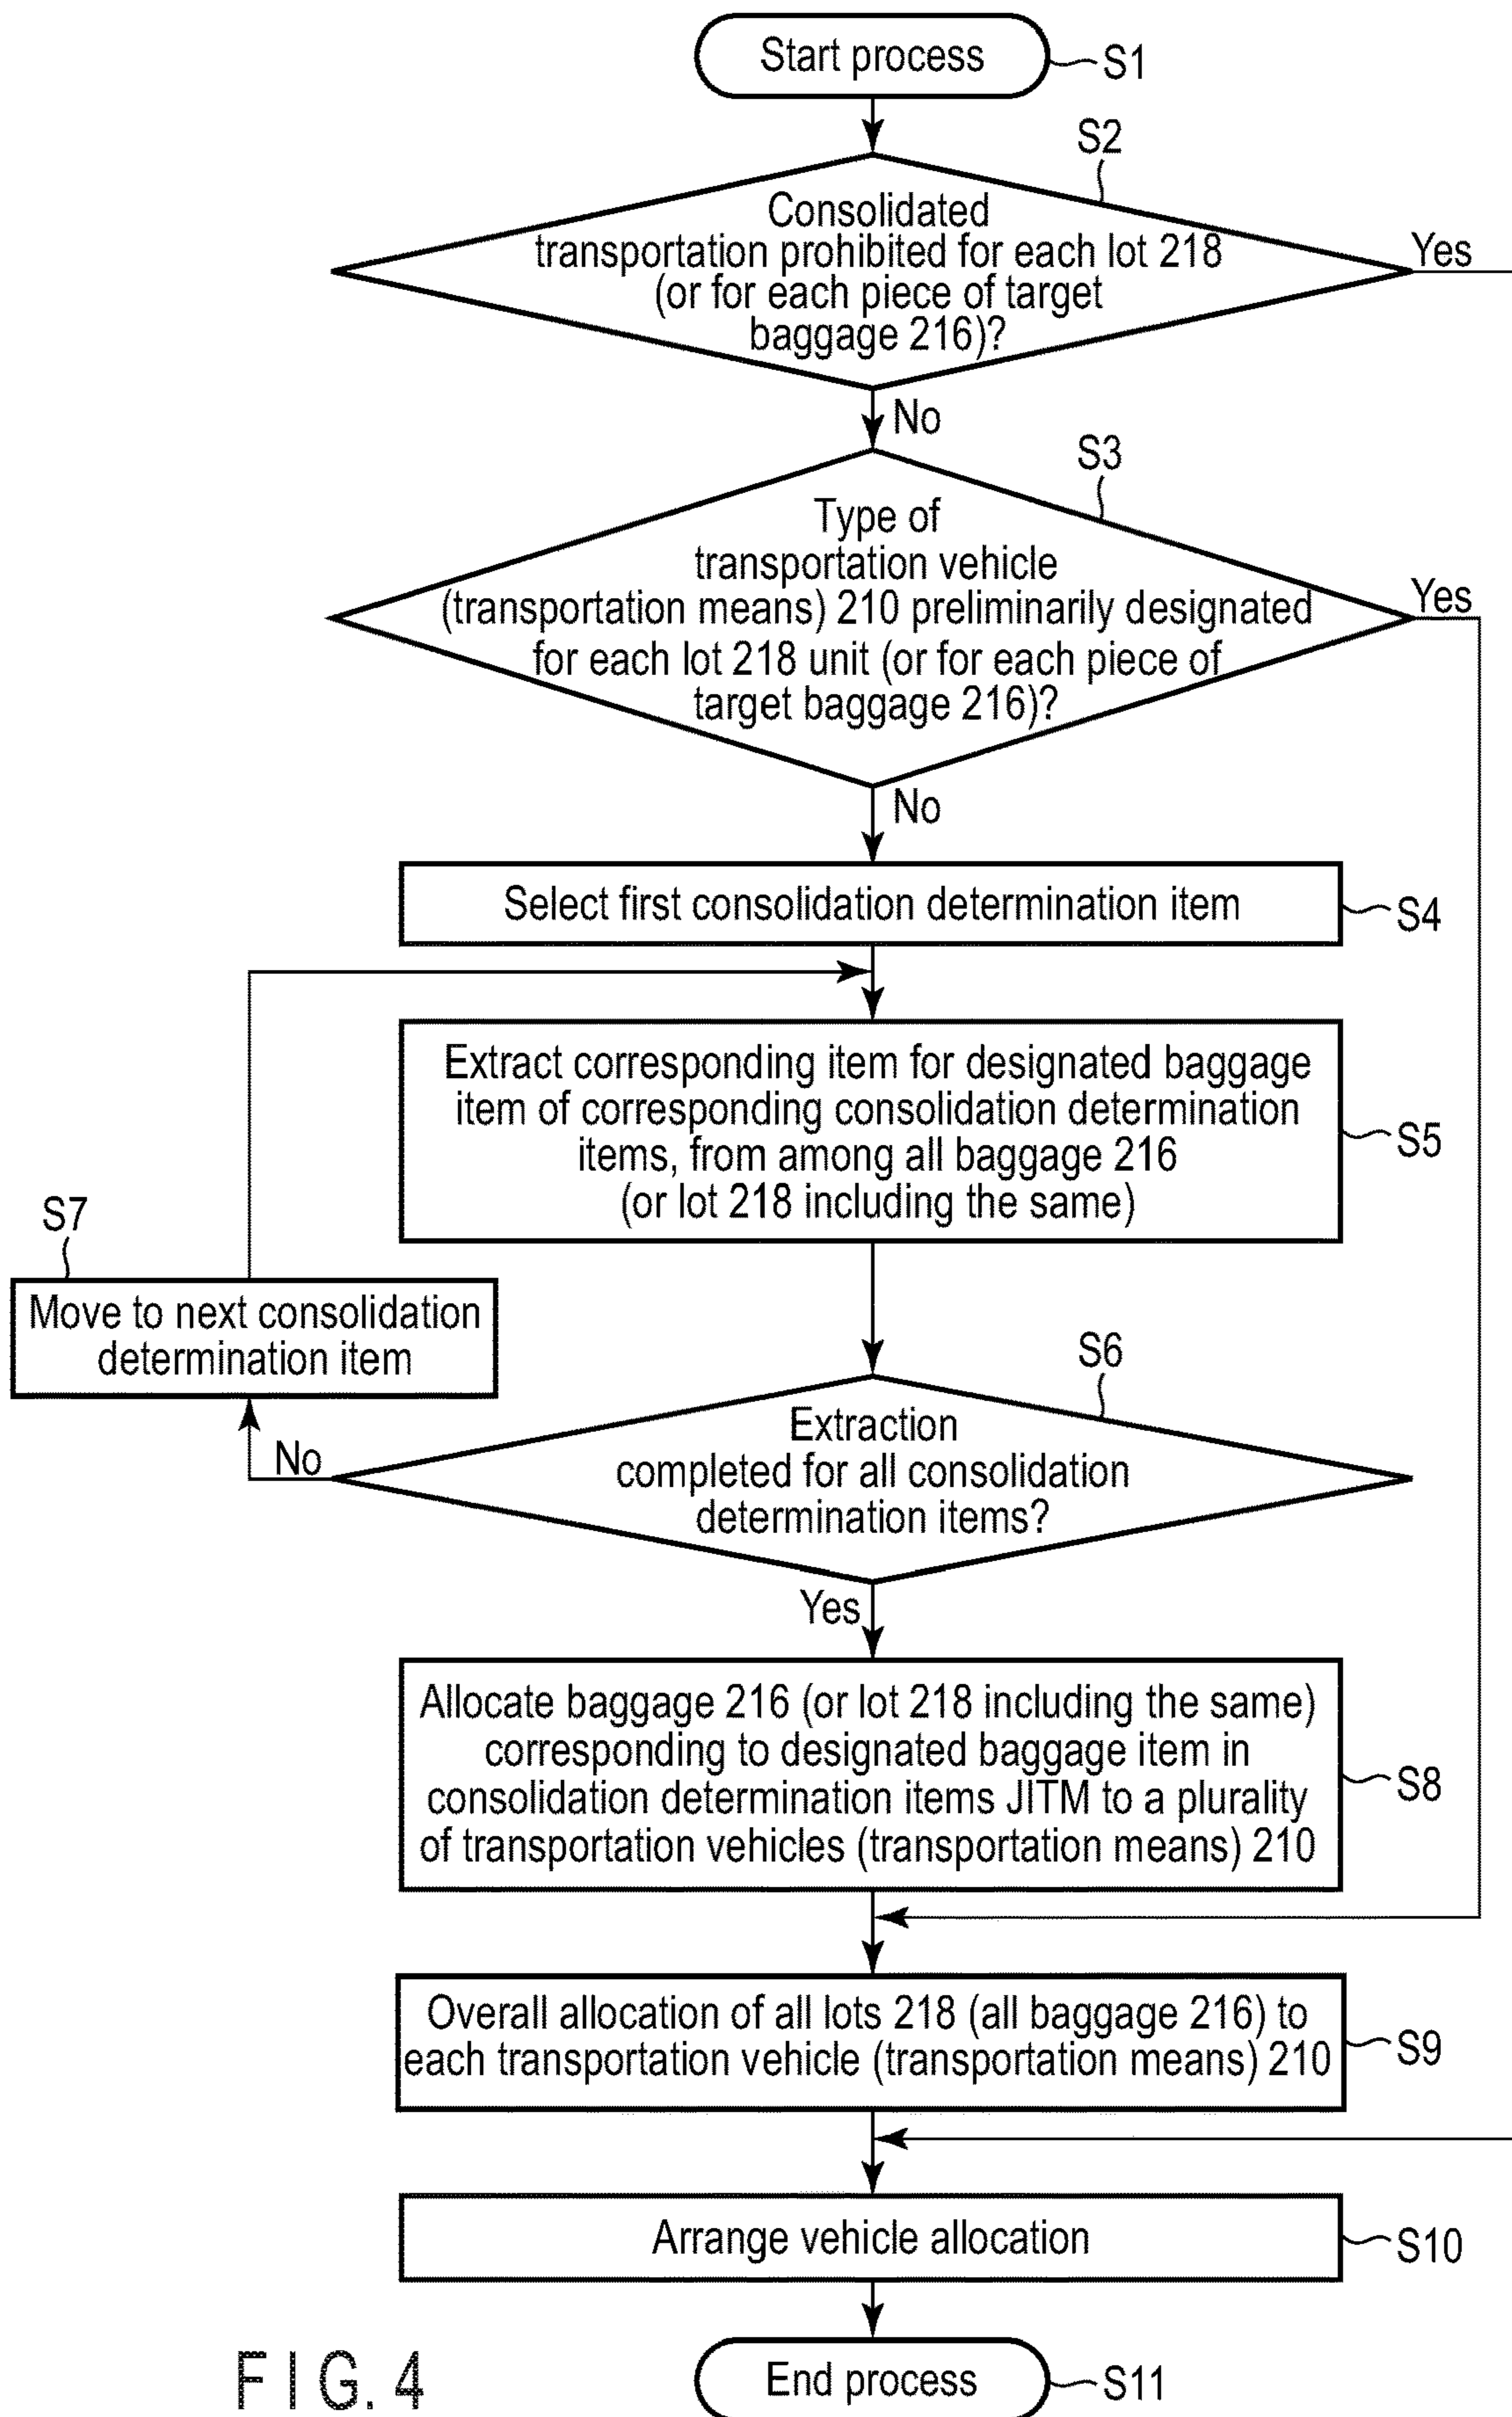 Start process
S1
S2
Consolidated
transportation prohibited for each lot 218
(or for each piece of target
baggage 216)?
Yes
No
S3
Type of
transportation vehicle
(transportation means) 210 preliminarily designated
for each lot 218 unit (or for each piece of
target baggage 216)?
Yes
No
Select first consolidation determination item
S4
Extract corresponding item for designated baggage
item of corresponding consolidation determination
items, from among all baggage 216
(or lot 218 including the same)
S5
S7
Move to next consolidation
determination item
S6
Extraction
completed for all consolidation
determination items?
No
Yes
Allocate baggage 216 (or lot 218 including the same)
corresponding to designated baggage item in
consolidation determination items JITM to a plurality
of transportation vehicles (transportation means) 210
S8
Overall allocation of all lots 218 (all baggage 216) to
each transportation vehicle (transportation means) 210
S9
Arrange vehicle allocation
S10
End process
S11
FIG. 4